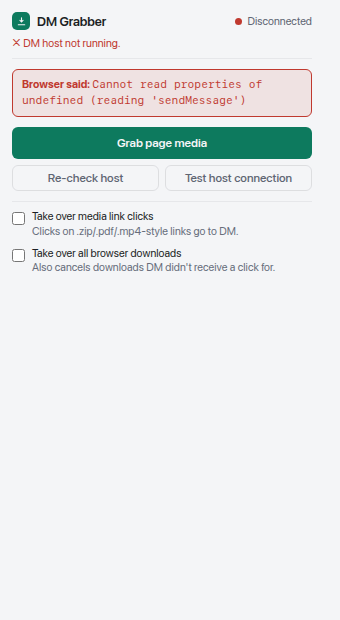 DM Grabber
Disconnected
✕ DM host not running.
Browser said: Cannot read properties of
undefined (reading 'sendMessage')
Grab page media
Re-check host
Test host connection
Take over media link clicks
Clicks on .zip/.pdf/.mp4-style links go to DM.
Take over all browser downloads
Also cancels downloads DM didn't receive a click for.